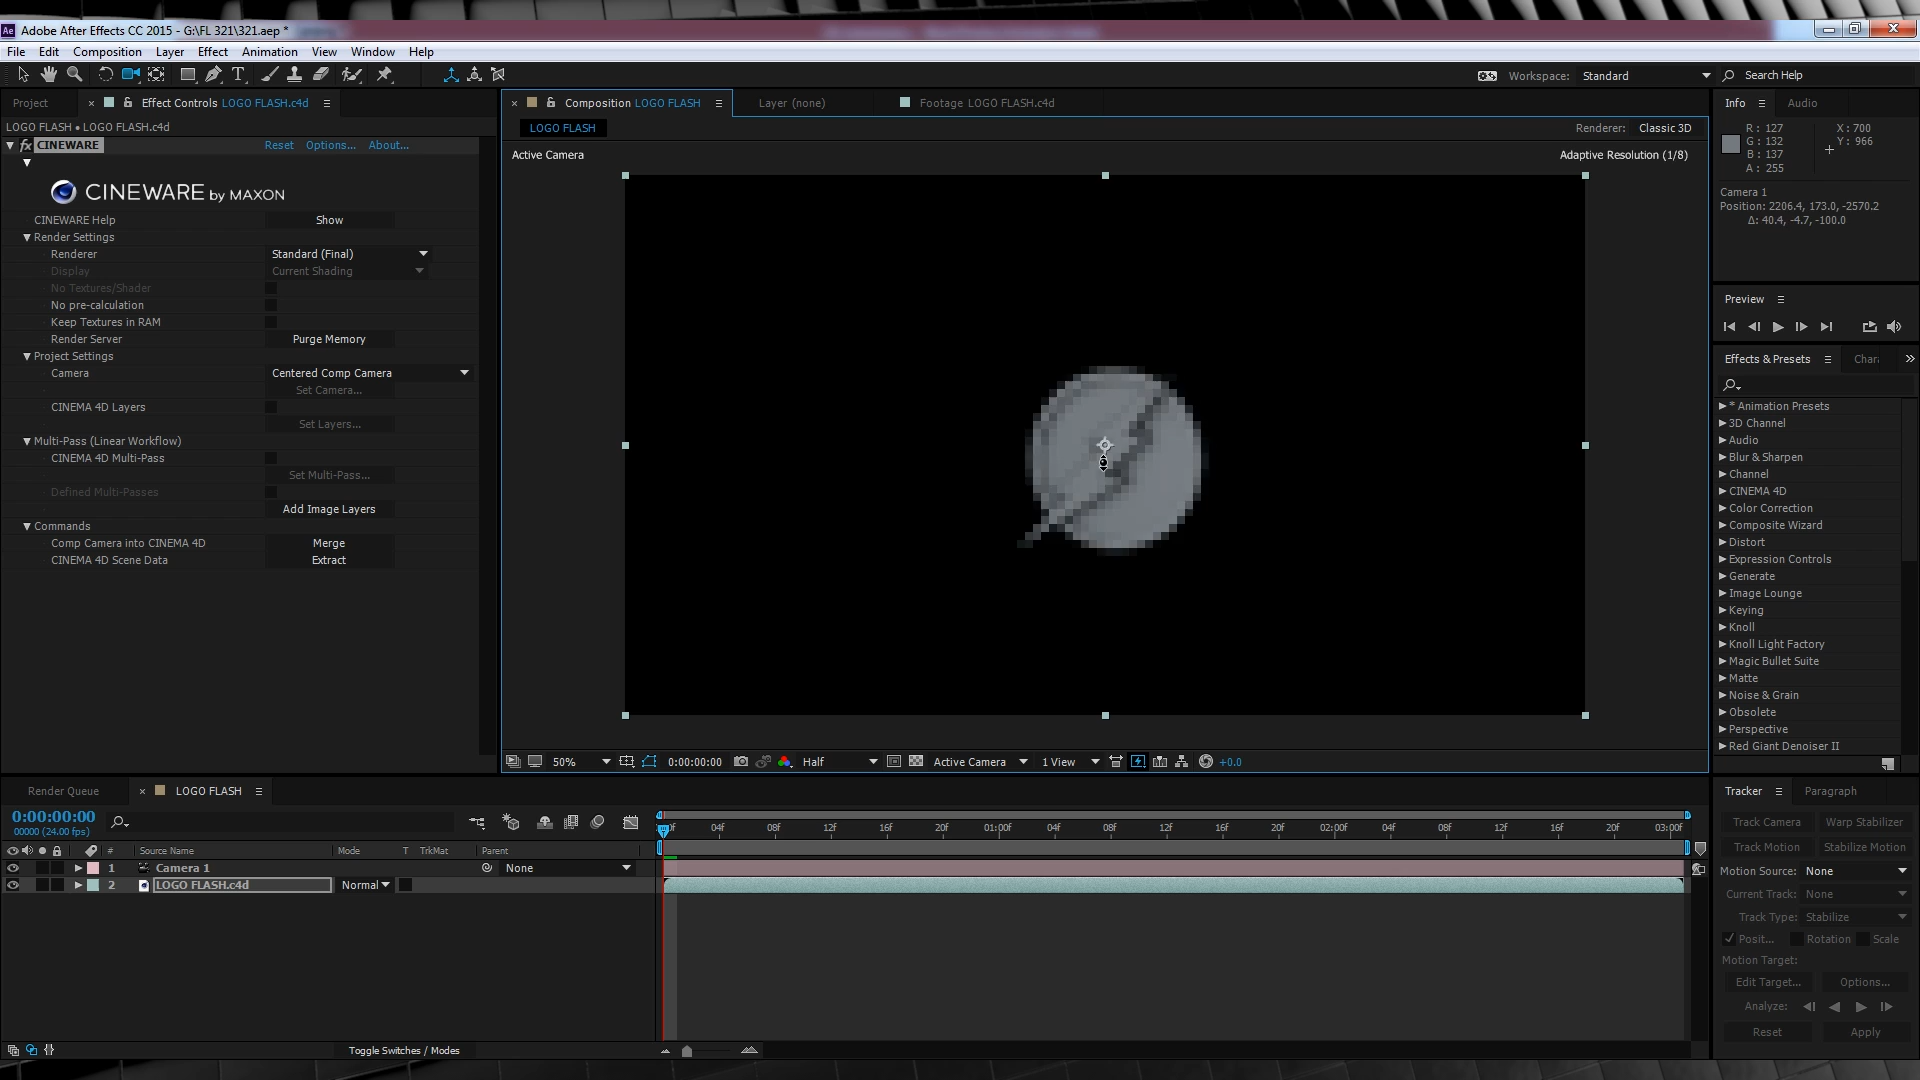 Adobe After Effects CC 2015 - G:\FL 321\321.aep *
File Edit Composition Layer Effect Animation View Window Help
Workspace: Standard Search Help
Project Effect Controls LOGO FLASH.c4d
Composition LOGO FLASH Layer (none) Footage LOGO FLASH.c4d
Info Audio
LOGO FLASH • LOGO FLASH.c4d
LOGO FLASH Renderer: Classic 3D
R: 127 X: 700
G: 132 Y: 966
B: 137
A: 255
fx CINEWARE Reset Options... About...
Active Camera Adaptive Resolution (1/8)
CINEWARE by MAXON
Camera 1
Position: 2206.4, 173.0, -2570.2
Δ: 40.4, -4.7, -100.0
CINEWARE Help Show
Render Settings
Renderer Standard (Final)
Display Current Shading
No Textures/Shader
No pre-calculation
Keep Textures in RAM
Render Server Purge Memory
Project Settings
Camera Centered Comp Camera
Set Camera...
CINEMA 4D Layers
Set Layers...
Multi-Pass (Linear Workflow)
CINEMA 4D Multi-Pass
Set Multi-Pass...
Defined Multi-Passes
Add Image Layers
Commands
Comp Camera into CINEMA 4D Merge
CINEMA 4D Scene Data Extract
Preview
Effects & Presets Char
* Animation Presets
3D Channel
Audio
Blur & Sharpen
Channel
CINEMA 4D
Color Correction
Composite Wizard
Distort
Expression Controls
Generate
Image Lounge
Keying
Knoll
Knoll Light Factory
Magic Bullet Suite
Matte
Noise & Grain
Obsolete
Perspective
Red Giant Denoiser II
50% 0:00:00:00 Half Active Camera 1 View +0.0
Render Queue LOGO FLASH
0:00:00:00
00000 (24.00 fps)
04f 08f 12f 16f 20f 01:00f 04f 08f 12f 16f 20f 02:00f 04f 08f 12f 16f 20f 03:00f
# Source Name Mode T TrkMat Parent
1 Camera 1 None
2 LOGO FLASH.c4d Normal
Toggle Switches / Modes
Tracker Paragraph
Track Camera Warp Stabilizer
Track Motion Stabilize Motion
Motion Source: None
Current Track: None
Track Type: Stabilize
Posit... Rotation Scale
Motion Target:
Edit Target... Options...
Analyze:
Reset Apply